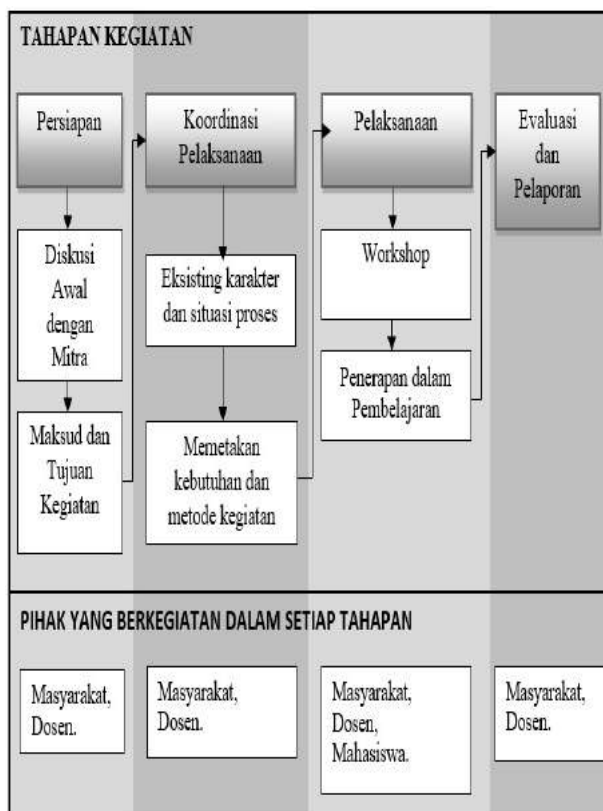 TAHAPAN KEGIATAN
Persiapan
Diskusi
Awal
dengan
Mitra
Maksud dan
Tujuan
Kegiatan
Koordinasi
Pelaksanaan
Eksisting karakter
dan situasi proses
Memetakan
kebutuhan dan
metode kegiatan
Pelaksanaan
Workshop
Penerapan dalam
Pembelajaran
Evaluasi
dan
Pelaporan
PIHAK YANG BERKEGIATAN DALAM SETIAP TAHAPAN
Masyarakat,
Dosen.
Masyarakat,
Dosen.
Masyarakat,
Dosen,
Mahasiswa.
Masyarakat,
Dosen.